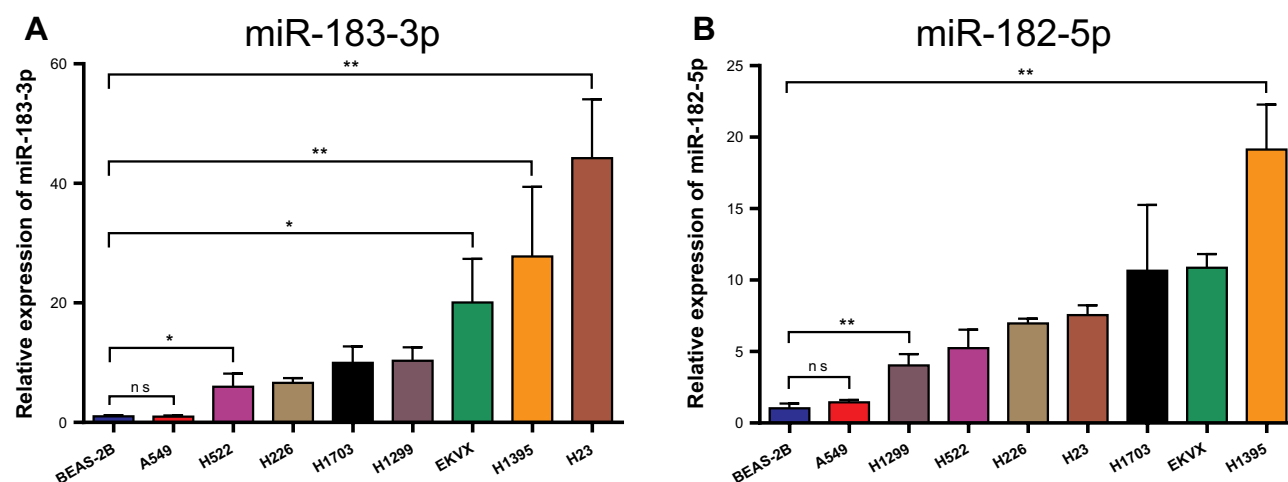 A
miR-183-3p
Relative expression of miR-183-3p
60
40
20
0
**
**
*
*
n s
BEAS-2B
A549
H522
H226
H1703
H1299
EKVX
H1395
H23
B
miR-182-5p
Relative expression of miR-182-5p
25
20
15
10
5
0
**
**
n s
BEAS-2B
A549
H1299
H522
H226
H23
H1703
EKVX
H1395